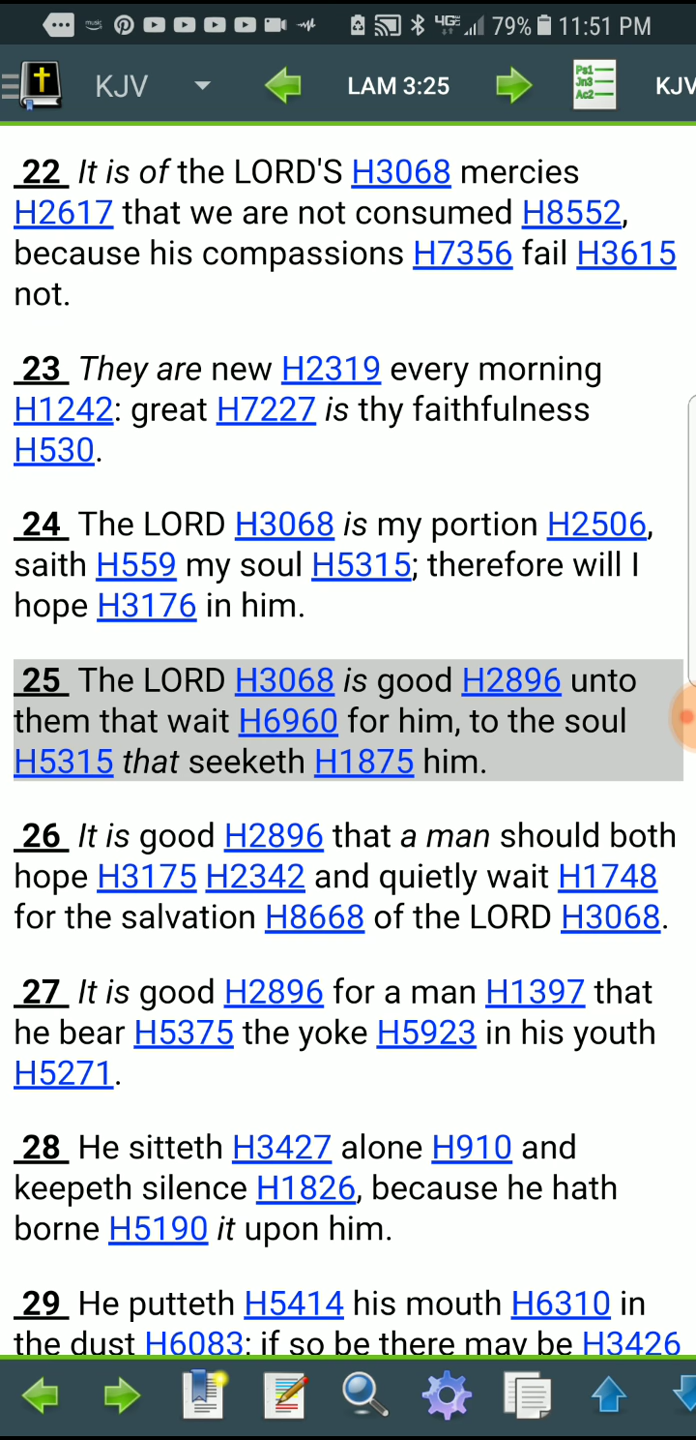 music 4GE 79% 11:51 PM
KJV LAM 3:25 Ps1 Jn3 Ac2 KJV
22 It is of the LORD'S H3068 mercies
H2617 that we are not consumed H8552,
because his compassions H7356 fail H3615
not.
23 They are new H2319 every morning
H1242: great H7227 is thy faithfulness
H530.
24 The LORD H3068 is my portion H2506,
saith H559 my soul H5315; therefore will I
hope H3176 in him.
25 The LORD H3068 is good H2896 unto
them that wait H6960 for him, to the soul
H5315 that seeketh H1875 him.
26 It is good H2896 that a man should both
hope H3175 H2342 and quietly wait H1748
for the salvation H8668 of the LORD H3068.
27 It is good H2896 for a man H1397 that
he bear H5375 the yoke H5923 in his youth
H5271.
28 He sitteth H3427 alone H910 and
keepeth silence H1826, because he hath
borne H5190 it upon him.
29 He putteth H5414 his mouth H6310 in
the dust H6083; if so be there may be H3426